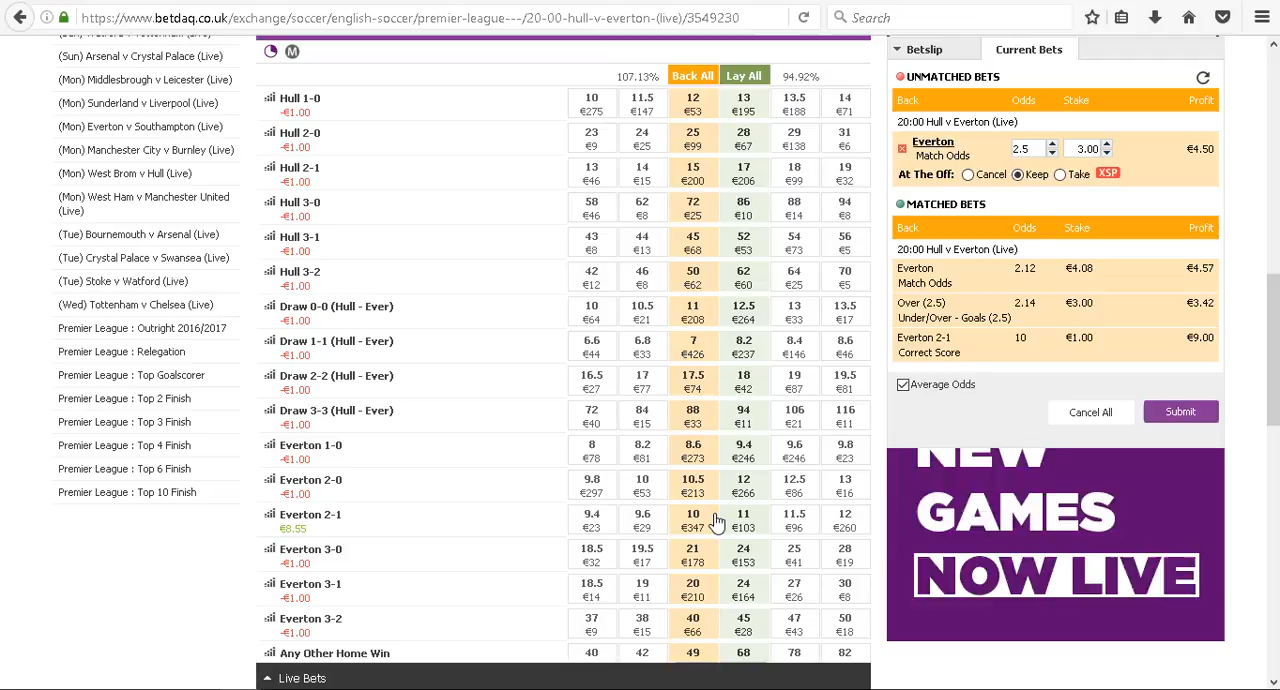 https://www.betdaq.co.uk/exchange/soccer/english-soccer/premier-league---/20-00-hull-v-everton-(live)/3549230
Search
(Sun) Arsenal v Crystal Palace (Live)
(Mon) Middlesbrough v Leicester (Live)
(Mon) Sunderland v Liverpool (Live)
(Mon) Everton v Southampton (Live)
(Mon) Manchester City v Burnley (Live)
(Mon) West Brom v Hull (Live)
(Mon) West Ham v Manchester United
(Live)
(Tue) Bournemouth v Arsenal (Live)
(Tue) Crystal Palace v Swansea (Live)
(Tue) Stoke v Watford (Live)
(Wed) Tottenham v Chelsea (Live)
Premier League : Outright 2016/2017
Premier League : Relegation
Premier League : Top Goalscorer
Premier League : Top 2 Finish
Premier League : Top 3 Finish
Premier League : Top 4 Finish
Premier League : Top 6 Finish
Premier League : Top 10 Finish
M
107.13% Back All Lay All 94.92%
Hull 1-0 10 11.5 12 13 13.5 14
-€1.00 €275 €147 €53 €195 €188 €71
Hull 2-0 23 24 25 28 29 31
-€1.00 €9 €25 €99 €67 €138 €6
Hull 2-1 13 14 15 17 18 19
-€1.00 €46 €15 €200 €206 €99 €32
Hull 3-0 58 62 72 86 88 94
-€1.00 €46 €8 €25 €10 €14 €8
Hull 3-1 43 44 45 52 54 56
-€1.00 €8 €13 €68 €53 €73 €5
Hull 3-2 42 46 50 62 64 70
-€1.00 €12 €8 €62 €60 €25 €5
Draw 0-0 (Hull - Ever) 10 10.5 11 12.5 13 13.5
-€1.00 €64 €21 €208 €264 €33 €17
Draw 1-1 (Hull - Ever) 6.6 6.8 7 8.2 8.4 8.6
-€1.00 €44 €33 €426 €237 €146 €46
Draw 2-2 (Hull - Ever) 16.5 17 17.5 18 19 19.5
-€1.00 €27 €77 €74 €42 €87 €81
Draw 3-3 (Hull - Ever) 72 84 88 94 106 116
-€1.00 €40 €15 €33 €11 €21 €11
Everton 1-0 8 8.2 8.6 9.4 9.6 9.8
-€1.00 €78 €81 €273 €246 €246 €23
Everton 2-0 9.8 10 10.5 12 12.5 13
-€1.00 €297 €53 €213 €266 €86 €16
Everton 2-1 9.4 9.6 10 11 11.5 12
€8.55 €23 €29 €347 €103 €96 €260
Everton 3-0 18.5 19.5 21 24 25 28
-€1.00 €32 €17 €178 €153 €41 €19
Everton 3-1 18.5 19 20 24 27 30
-€1.00 €14 €11 €210 €164 €26 €8
Everton 3-2 37 38 40 45 47 50
-€1.00 €9 €15 €66 €28 €43 €18
Any Other Home Win 40 42 49 68 78 82
Live Bets
Betslip Current Bets
UNMATCHED BETS
Back Odds Stake Profit
20:00 Hull v Everton (Live)
Everton 2.5 3.00 €4.50
Match Odds
At The Off: Cancel Keep Take XSP
MATCHED BETS
Back Odds Stake Profit
20:00 Hull v Everton (Live)
Everton 2.12 €4.08 €4.57
Match Odds
Over (2.5) 2.14 €3.00 €3.42
Under/Over - Goals (2.5)
Everton 2-1 10 €1.00 €9.00
Correct Score
Average Odds
Cancel All Submit
NEW
GAMES
NOW LIVE